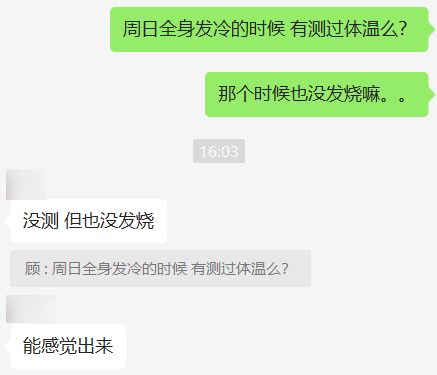 周日全身发冷的时候 有测过体温么？
那个时候也没发烧嘛。。
16:03
没测 但也没发烧
顾 : 周日全身发冷的时候 有测过体温么？
能感觉出来